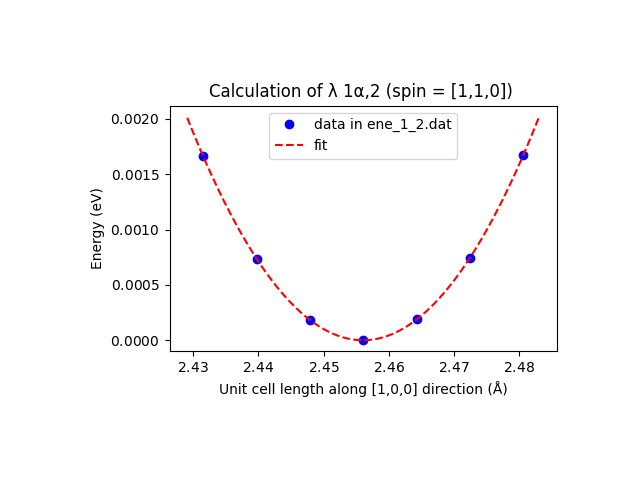 Calculation of λ 1α,2 (spin = [1,1,0])
data in ene_1_2.dat
fit
Energy (eV)
0.0020
0.0015
0.0010
0.0005
0.0000
2.43 2.44 2.45 2.46 2.47 2.48
Unit cell length along [1,0,0] direction (Å)